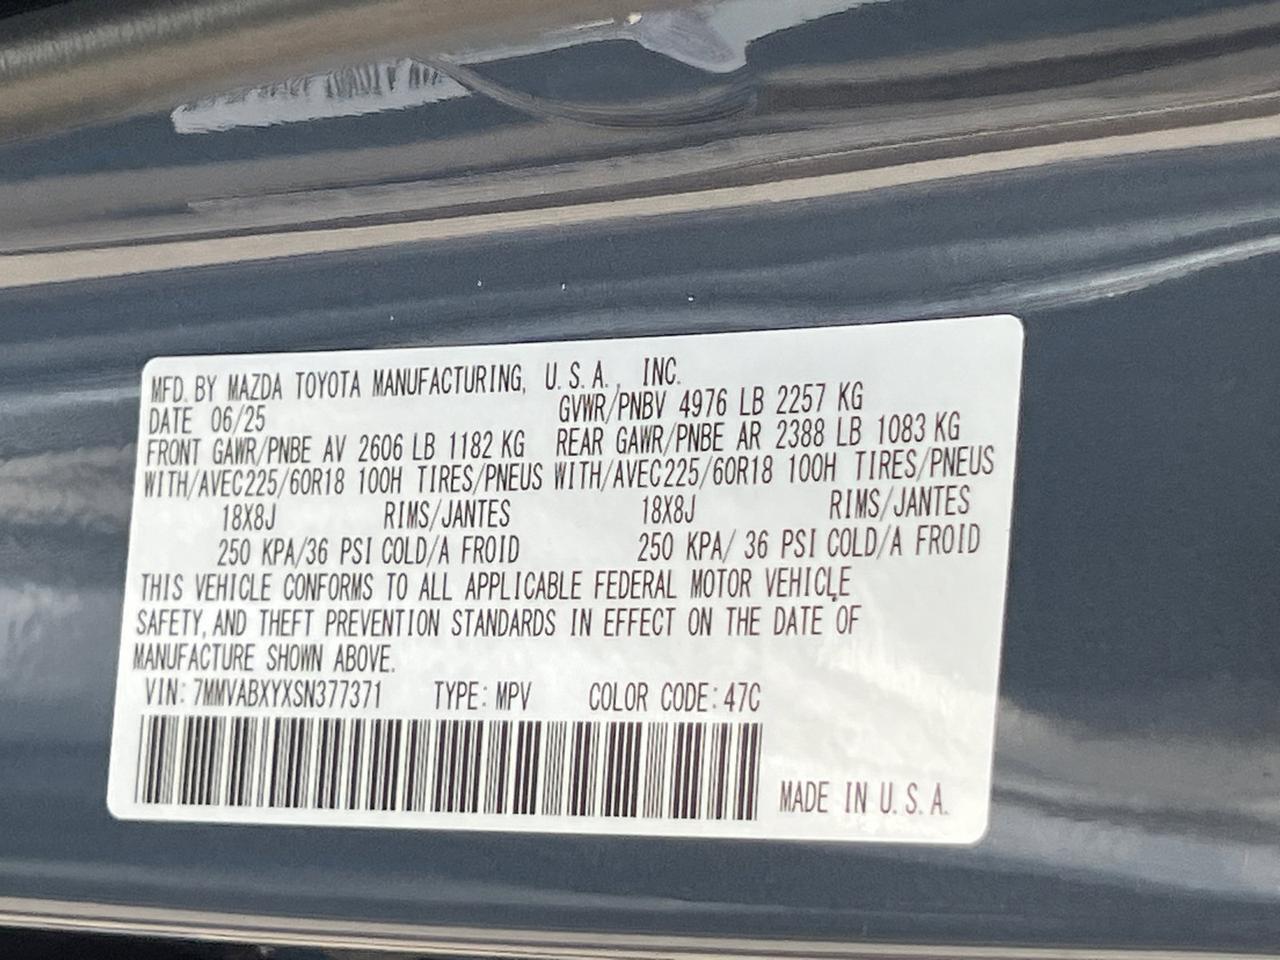 MFD. BY MAZDA TOYOTA MANUFACTURING, U.S.A., INC.
DATE 06/25 GVWR/PNBV 4976 LB 2257 KG
FRONT GAWR/PNBE AV 2606 LB 1182 KG REAR GAWR/PNBE AR 2388 LB 1083 KG
WITH/AVEC225/60R18 100H TIRES/PNEUS WITH/AVEC225/60R18 100H TIRES/PNEUS
18X8J RIMS/JANTES 18X8J RIMS/JANTES
250 KPA/36 PSI COLD/A FROID 250 KPA/ 36 PSI COLD/A FROID
THIS VEHICLE CONFORMS TO ALL APPLICABLE FEDERAL MOTOR VEHICLE
SAFETY, AND THEFT PREVENTION STANDARDS IN EFFECT ON THE DATE OF
MANUFACTURE SHOWN ABOVE.
VIN: 7MMVABXYXSN377371 TYPE: MPV COLOR CODE: 47C
MADE IN U.S.A.